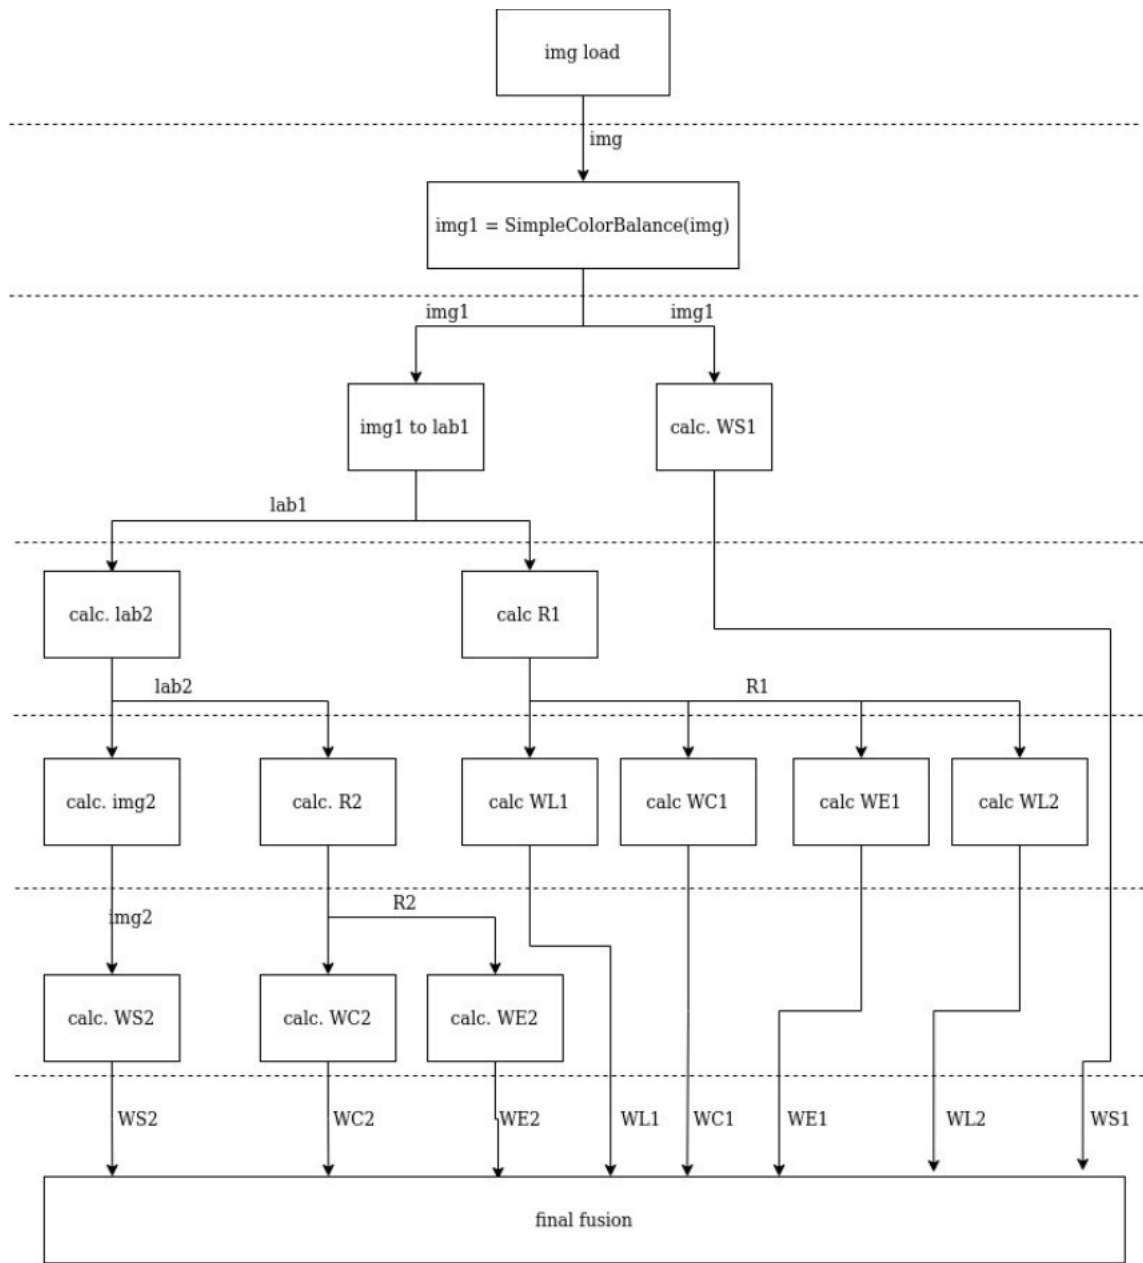 img load
img
img1 = SimpleColorBalance(img)
img1
img1
img1 to lab1
calc. WS1
lab1
calc. lab2
calc R1
lab2
R1
calc. img2
calc. R2
calc WL1
calc WC1
calc WE1
calc WL2
img2
R2
calc. WS2
calc. WC2
calc. WE2
WS2
WC2
WE2
WL1
WC1
WE1
WL2
WS1
final fusion